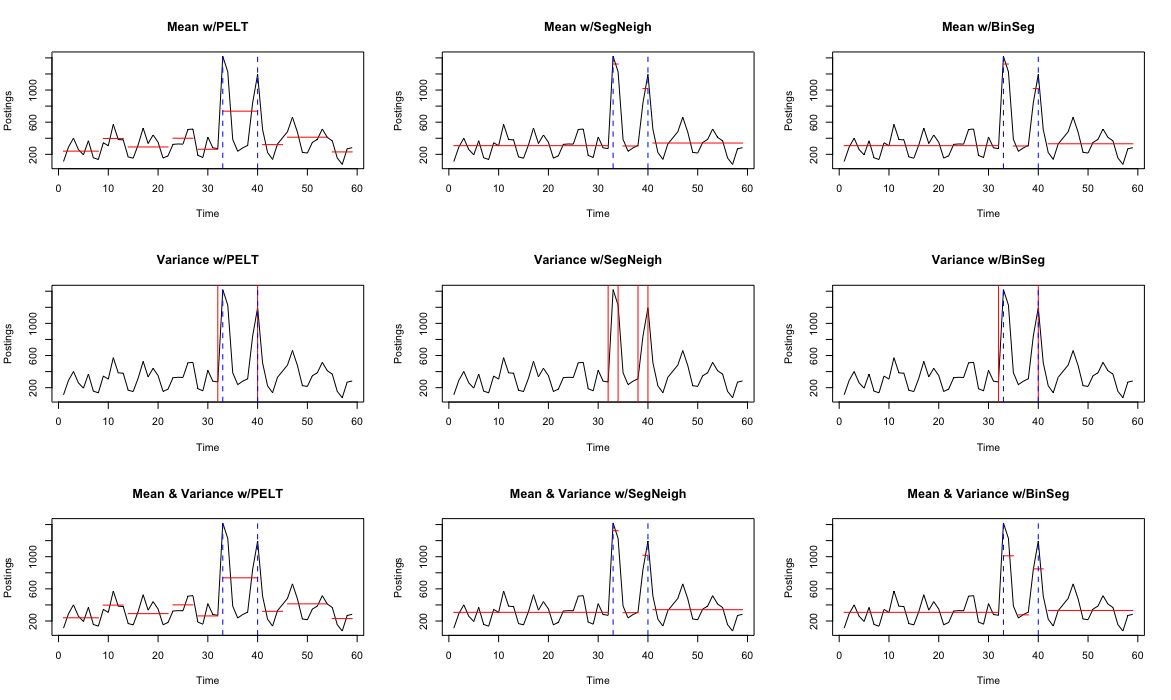 Mean w/PELT
Postings
200 600 1000
0 10 20 30 40 50 60
Time
Mean w/SegNeigh
Postings
200 600 1000
0 10 20 30 40 50 60
Time
Mean w/BinSeg
Postings
200 600 1000
0 10 20 30 40 50 60
Time
Variance w/PELT
Postings
200 600 1000
0 10 20 30 40 50 60
Time
Variance w/SegNeigh
Postings
200 600 1000
0 10 20 30 40 50 60
Time
Variance w/BinSeg
Postings
200 600 1000
0 10 20 30 40 50 60
Time
Mean & Variance w/PELT
Postings
200 600 1000
0 10 20 30 40 50 60
Time
Mean & Variance w/SegNeigh
Postings
200 600 1000
0 10 20 30 40 50 60
Time
Mean & Variance w/BinSeg
Postings
200 600 1000
0 10 20 30 40 50 60
Time